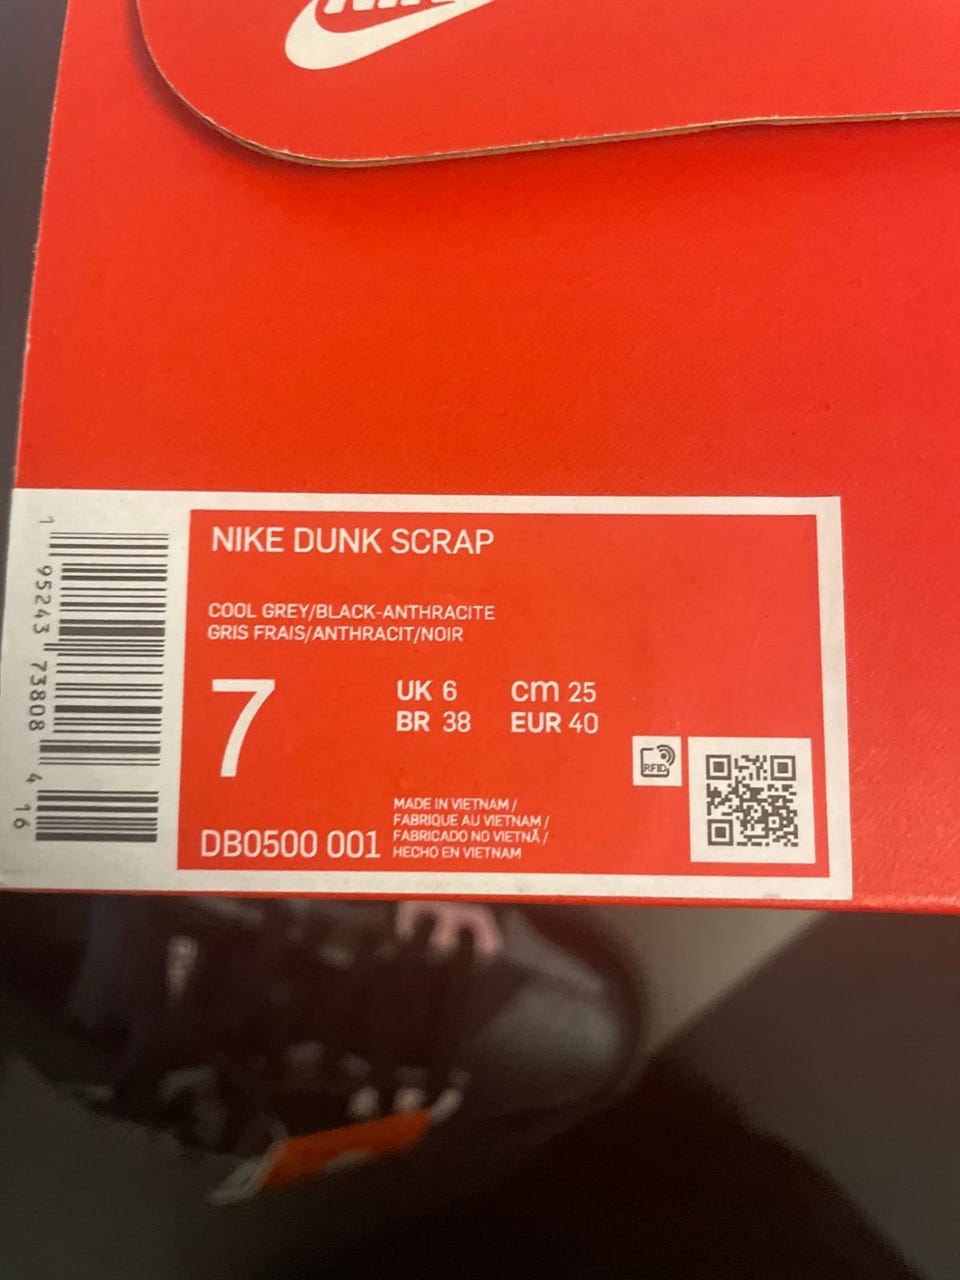 NIKE DUNK SCRAP
COOL GREY/BLACK-ANTHRACITE
GRIS FRAIS/ANTHRACIT/NOIR
7
UK 6 cm 25
BR 38 EUR 40
RFID
DB0500 001
MADE IN VIETNAM /
FABRIQUE AU VIETNAM /
FABRICADO NO VIETNÃ /
HECHO EN VIETNAM
1 95243 73808 4 16